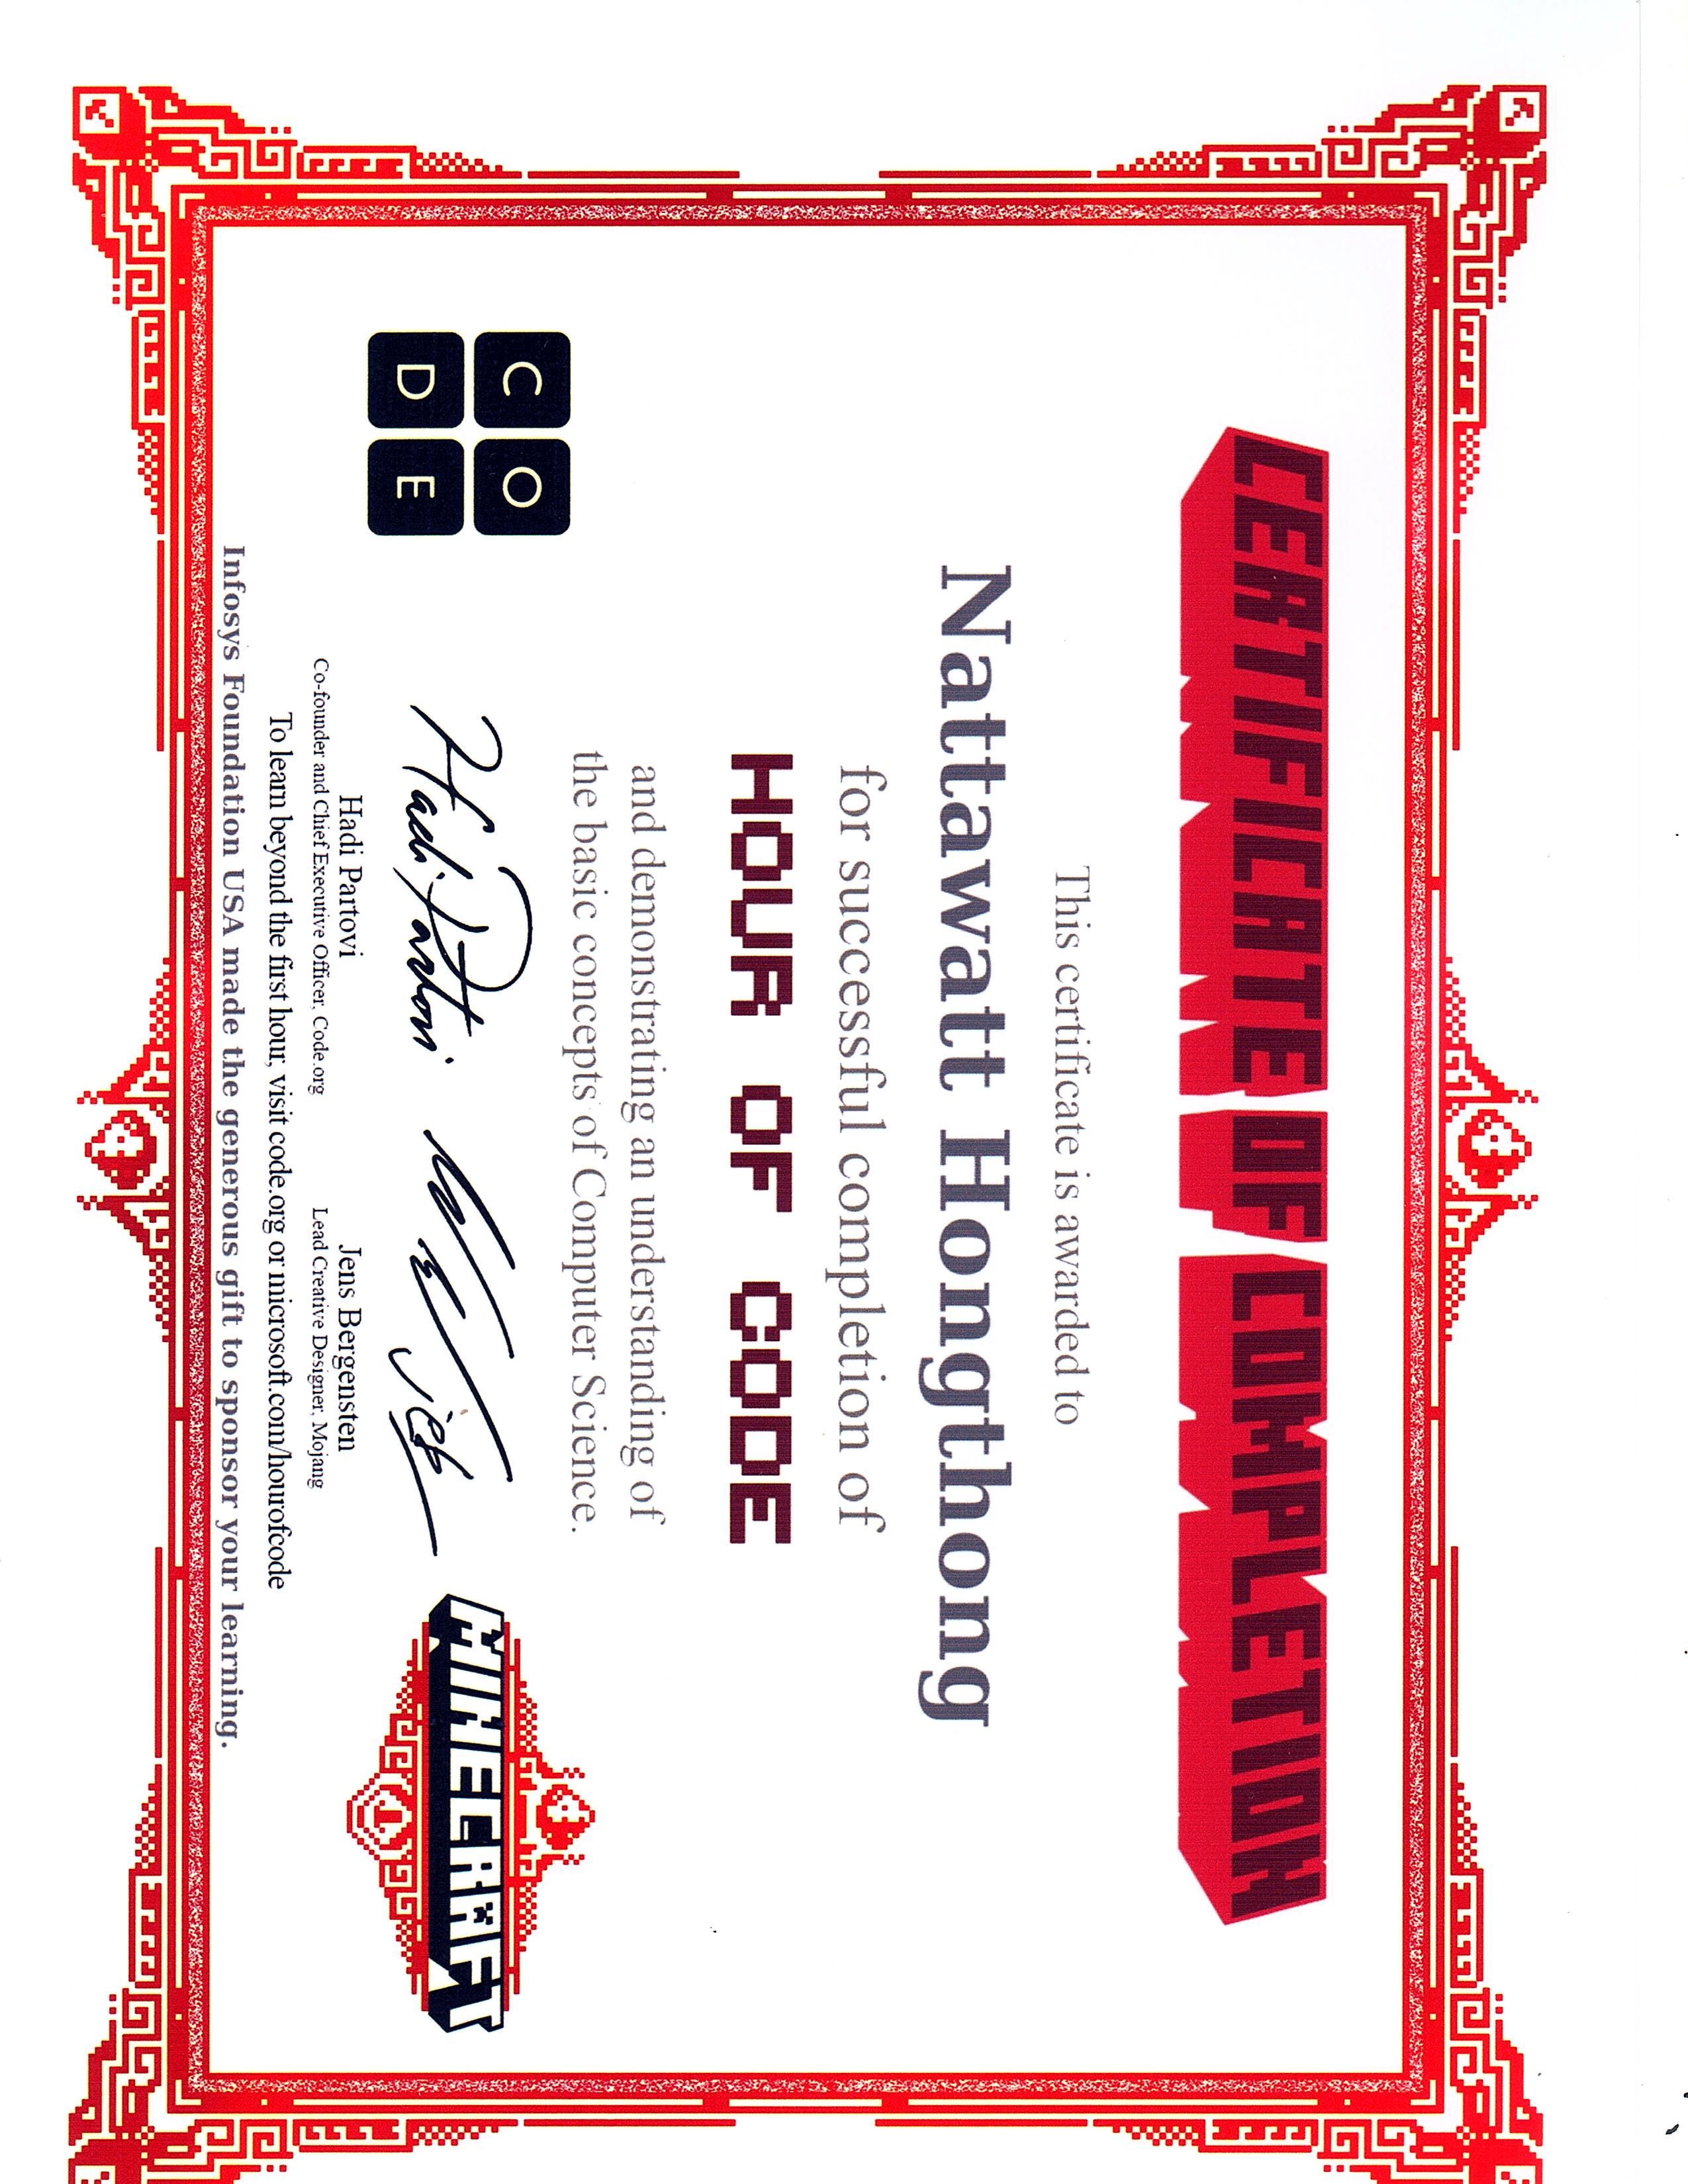 CERTIFICATE OF COMPLETION
This certificate is awarded to
Nattawatt Hongthong
for successful completion of
HOUR OF CODE
and demonstrating an understanding of
the basic concepts of Computer Science.
C O
D E
Hadi Partovi
jeb
MINECRAFT
Hadi Partovi
Co-founder and Chief Executive Officer, Code.org
Jens Bergensten
Lead Creative Designer, Mojang
To learn beyond the first hour, visit code.org or microsoft.com/hourofcode
Infosys Foundation USA made the generous gift to sponsor your learning.